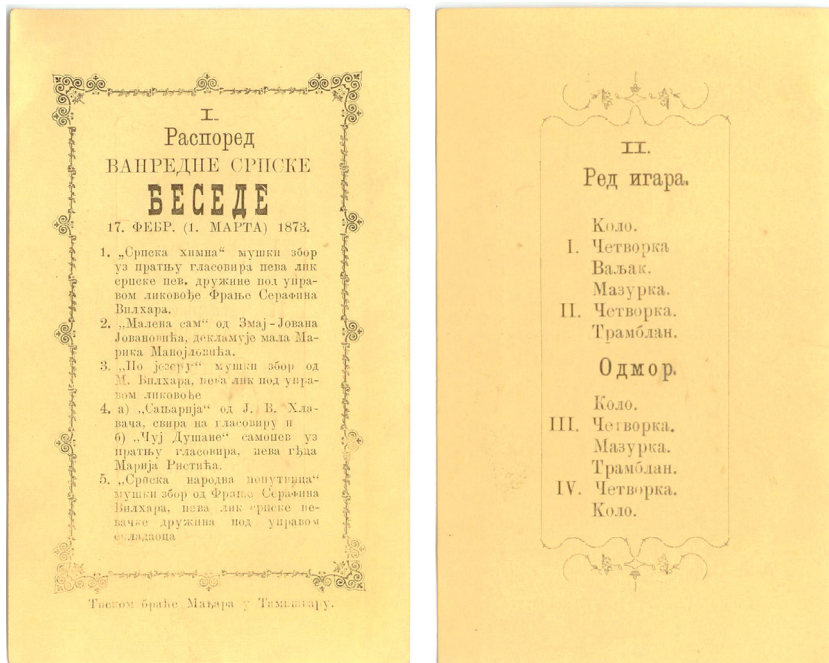 I.
Распоред
ВАНРЕДНЕ СРПСКЕ
БЕСЕДЕ
17. ФЕБР. (1. МАРТА) 1873.
1. „Српска химна“ мушки збор
уз пратњу гласовира пева лик
српске пев. дружине под упра-
вом ликовође Фрање Серафина
Вилхара.
2. „Малена сам“ од Змај-Јована
Јовановића, декламује мала Ма-
рика Манојловића.
3. „По језеру“ мушки збор од
М. Вилхара, пева лик под упра-
вом ликовође
4. а) „Сањарија“ од Ј. В. Хла-
вача, свира на гласовиру и
б) „Чуј Душане“ самопев уз
пратњу гласовира, пева гђца
Марија Ристића.
5. „Српска народна попутница“
мушки збор од Фрање Серафина
Вилхара, пева лик српске пе-
вачке дружина под управом
складаоца
Тиском браће Мађара у Темишвару.
II.
Ред игара.
Коло.
I. Четворка
Ваљак.
Мазурка.
II. Четворка.
Трамблан.
Одмор.
Коло.
III. Четворка.
Мазурка.
Трамблан.
IV. Четворка.
Коло.